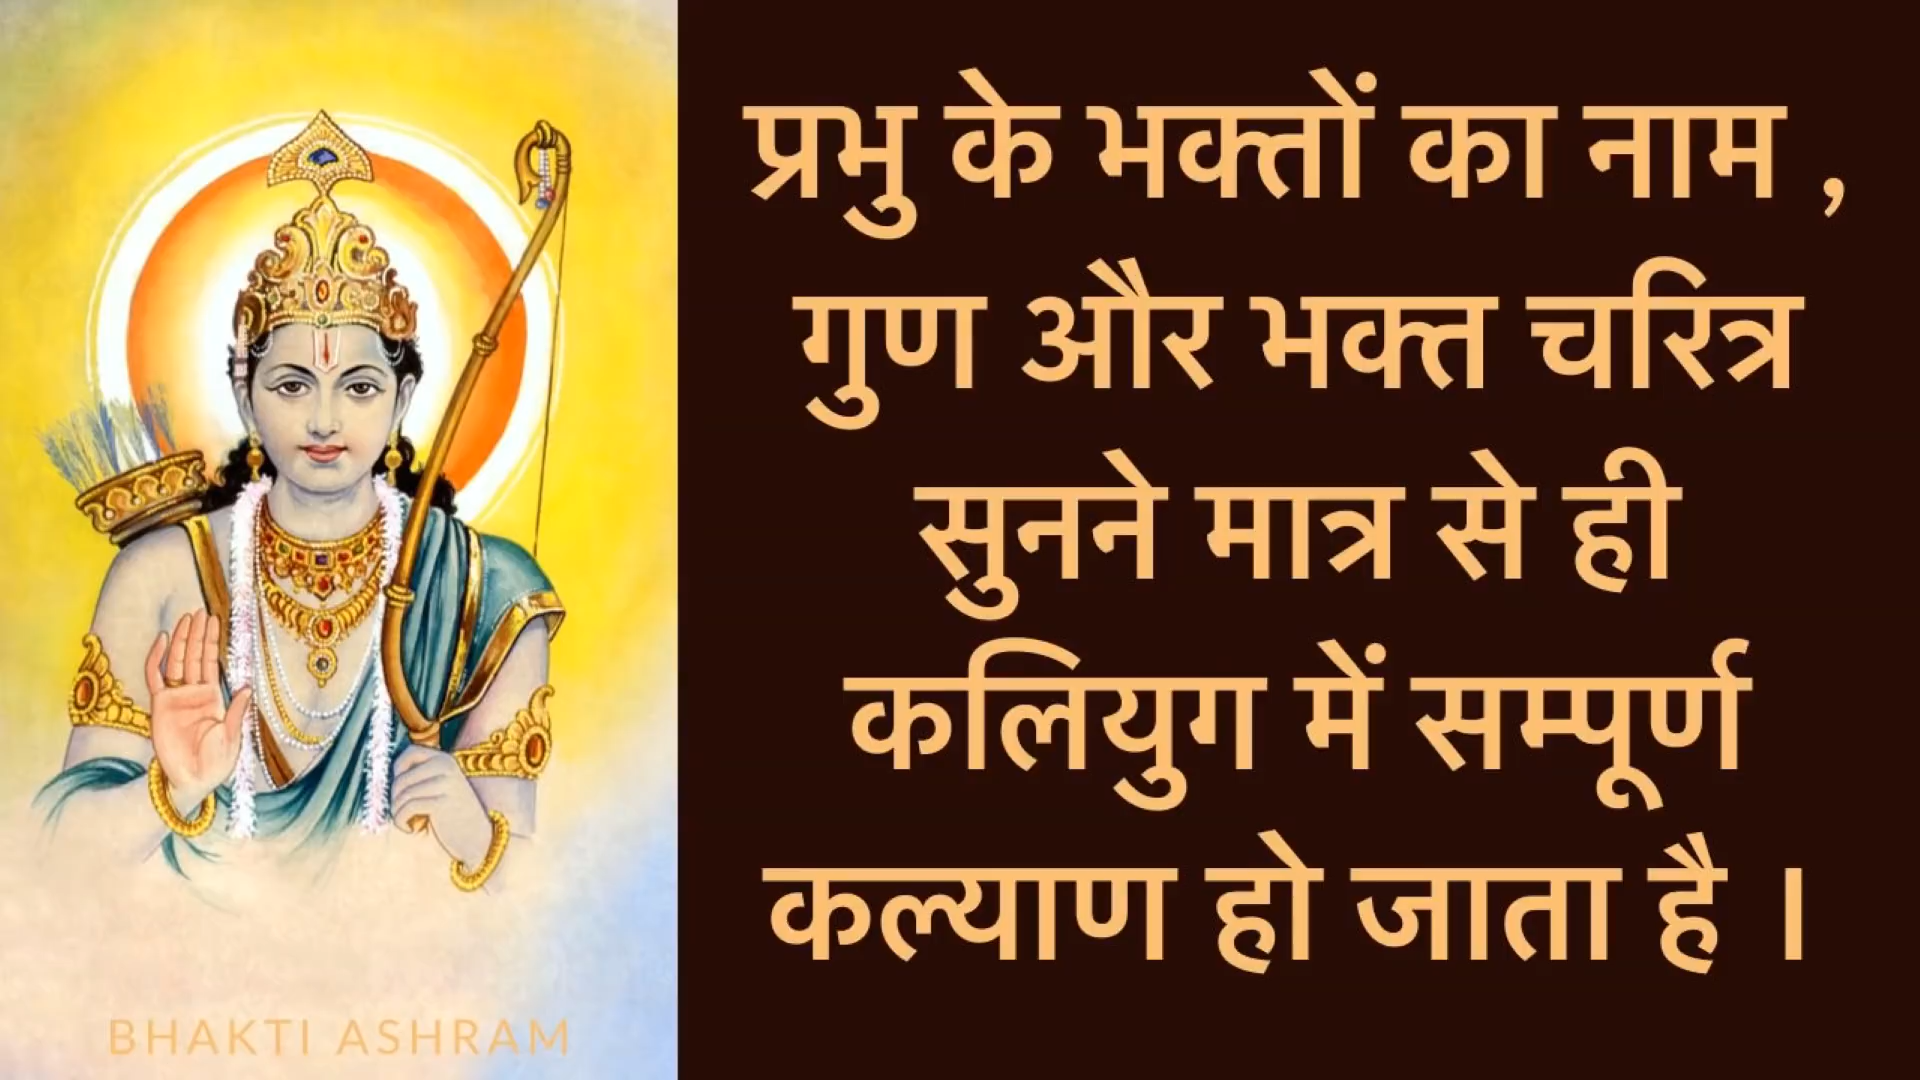 प्रभु के भक्तों का नाम ,
गुण और भक्त चरित्र
सुनने मात्र से ही
कलियुग में सम्पूर्ण
कल्याण हो जाता है ।
BHAKTI ASHRAM